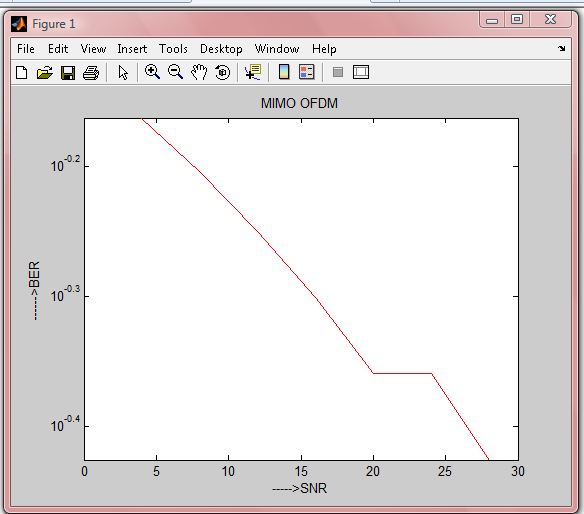 Figure 1
File Edit View Insert Tools Desktop Window Help
MIMO OFDM
10^-0.2
10^-0.3
10^-0.4
------>BER
0 5 10 15 20 25 30
----->SNR